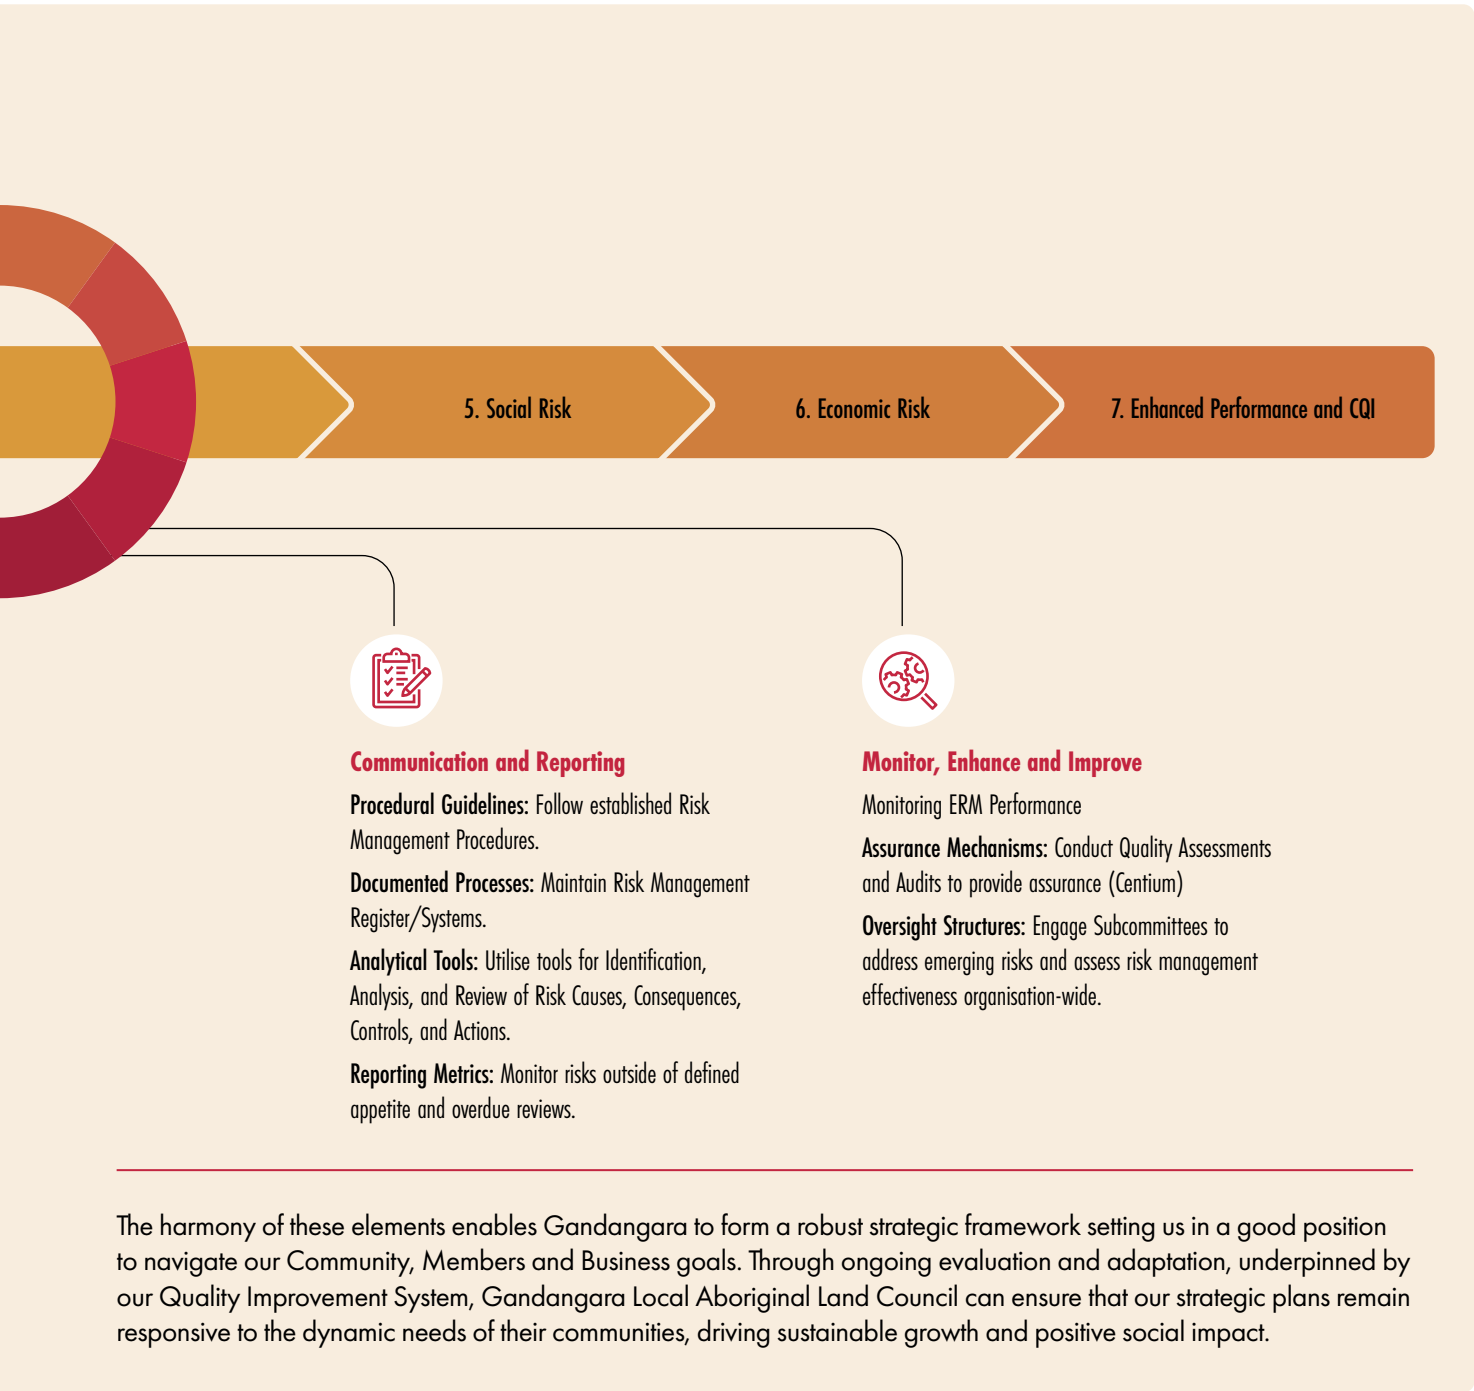 5. Social Risk
6. Economic Risk
7. Enhanced Performance and CQI
Communication and Reporting
Procedural Guidelines: Follow established Risk
Management Procedures.
Documented Processes: Maintain Risk Management
Register/Systems.
Analytical Tools: Utilise tools for Identification,
Analysis, and Review of Risk Causes, Consequences,
Controls, and Actions.
Reporting Metrics: Monitor risks outside of defined
appetite and overdue reviews.
Monitor, Enhance and Improve
Monitoring ERM Performance
Assurance Mechanisms: Conduct Quality Assessments
and Audits to provide assurance (Centium)
Oversight Structures: Engage Subcommittees to
address emerging risks and assess risk management
effectiveness organisation-wide.
The harmony of these elements enables Gandangara to form a robust strategic framework setting us in a good position
to navigate our Community, Members and Business goals. Through ongoing evaluation and adaptation, underpinned by
our Quality Improvement System, Gandangara Local Aboriginal Land Council can ensure that our strategic plans remain
responsive to the dynamic needs of their communities, driving sustainable growth and positive social impact.